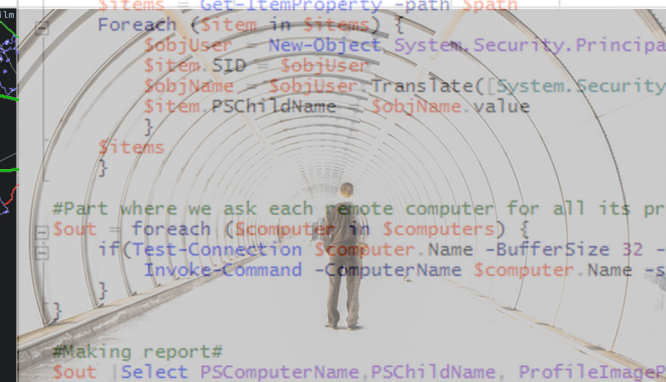 ilm
$items = Get-ItemProperty -path $path
Foreach ($item in $items) {
$objUser = New-Object System.Security.Principa
$item.SID = $objUser
$objName = $objUser.Translate([System.Security
$item.PSChildName = $objName.value
}
$items
}
#Part where we ask each remote computer for all its pr
$out = foreach ($computer in $computers) {
if(Test-Connection $computer.Name -BufferSize 32 -
Invoke-Command -ComputerName $computer.Name -s
}
}
#Making report#
$out |Select PSComputerName,PSChildName, ProfileImageP